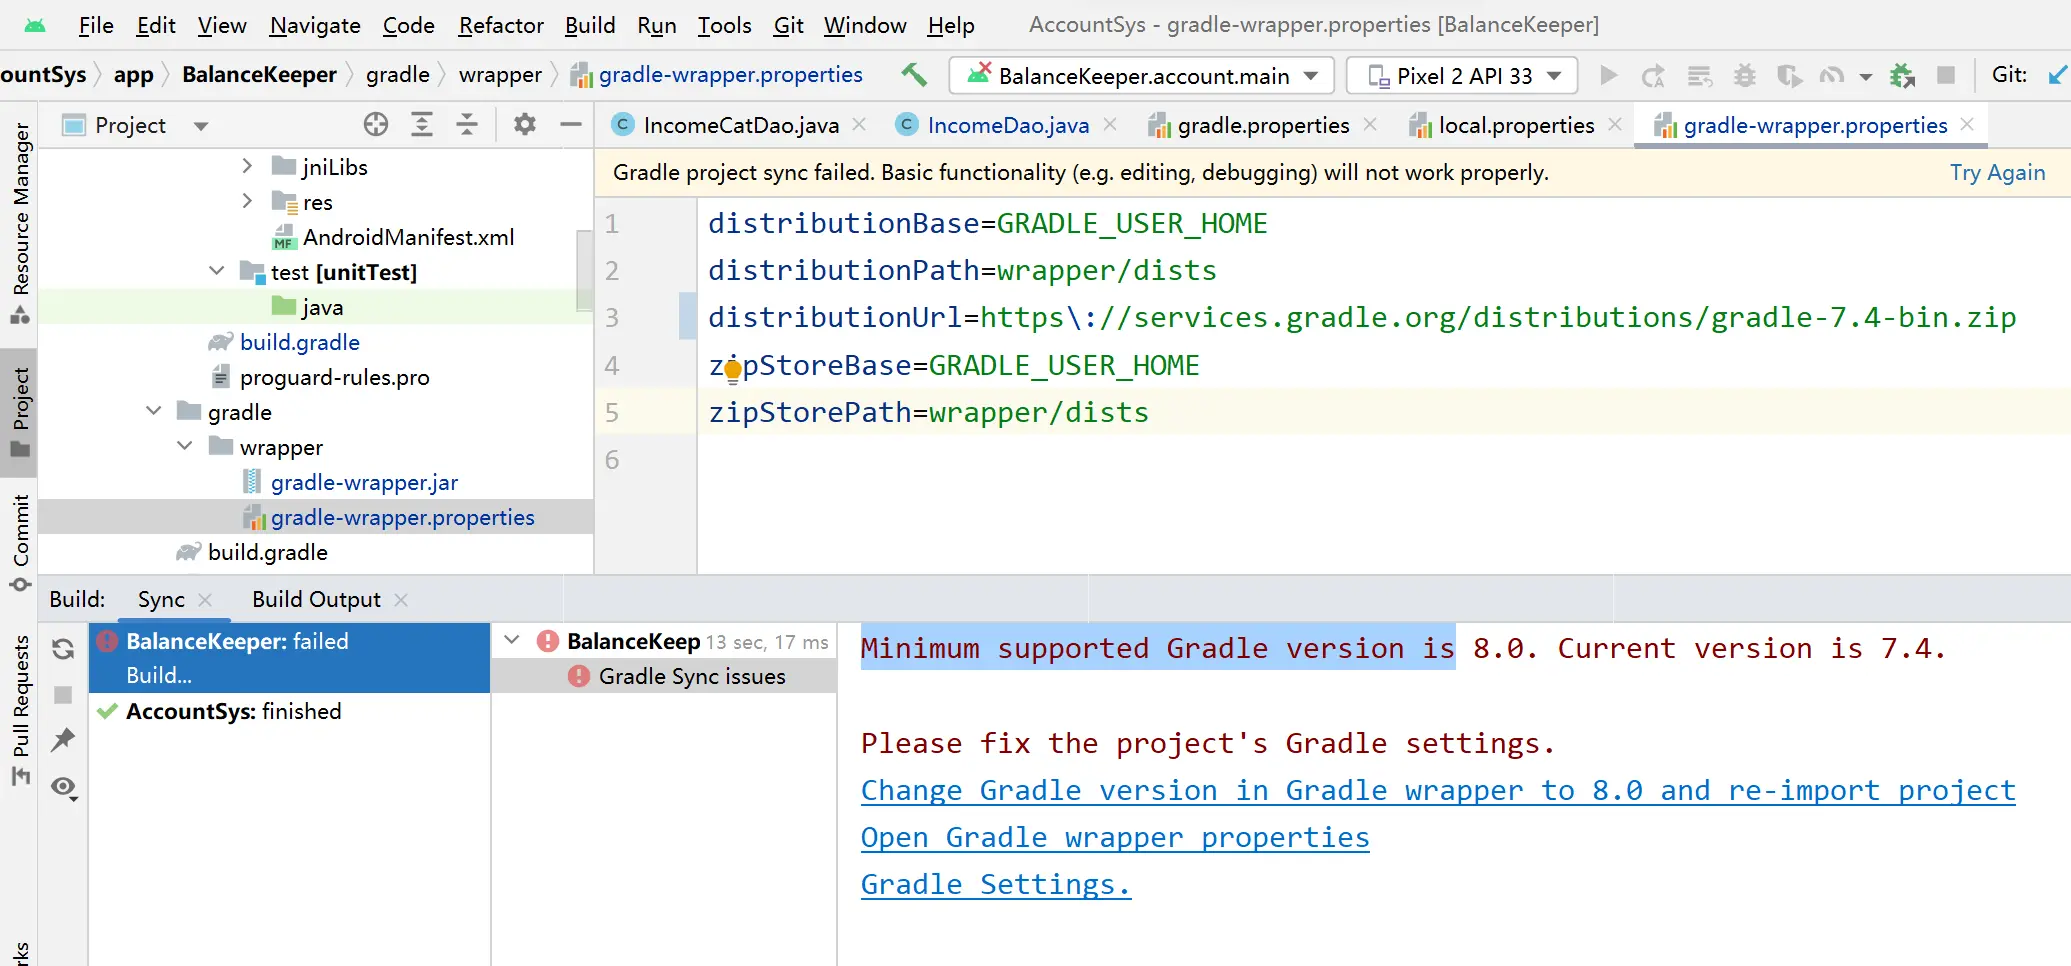 File Edit View Navigate Code Refactor Build Run Tools Git Window Help AccountSys - gradle-wrapper.properties [BalanceKeeper]
ountSys app BalanceKeeper gradle wrapper gradle-wrapper.properties BalanceKeeper.account.main Pixel 2 API 33 Git:
Project IncomeCatDao.java IncomeDao.java gradle.properties local.properties gradle-wrapper.properties
Resource Manager
Project
Commit
Pull Requests
rks
jniLibs
res
AndroidManifest.xml
test [unitTest]
java
build.gradle
proguard-rules.pro
gradle
wrapper
gradle-wrapper.jar
gradle-wrapper.properties
build.gradle
Gradle project sync failed. Basic functionality (e.g. editing, debugging) will not work properly. Try Again
1 distributionBase=GRADLE_USER_HOME
2 distributionPath=wrapper/dists
3 distributionUrl=https\://services.gradle.org/distributions/gradle-7.4-bin.zip
4 zipStoreBase=GRADLE_USER_HOME
5 zipStorePath=wrapper/dists
6
Build: Sync Build Output
BalanceKeeper: failed
Build...
AccountSys: finished
BalanceKeep 13 sec, 17 ms
Gradle Sync issues
Minimum supported Gradle version is 8.0. Current version is 7.4.
Please fix the project's Gradle settings.
Change Gradle version in Gradle wrapper to 8.0 and re-import project
Open Gradle wrapper properties
Gradle Settings.